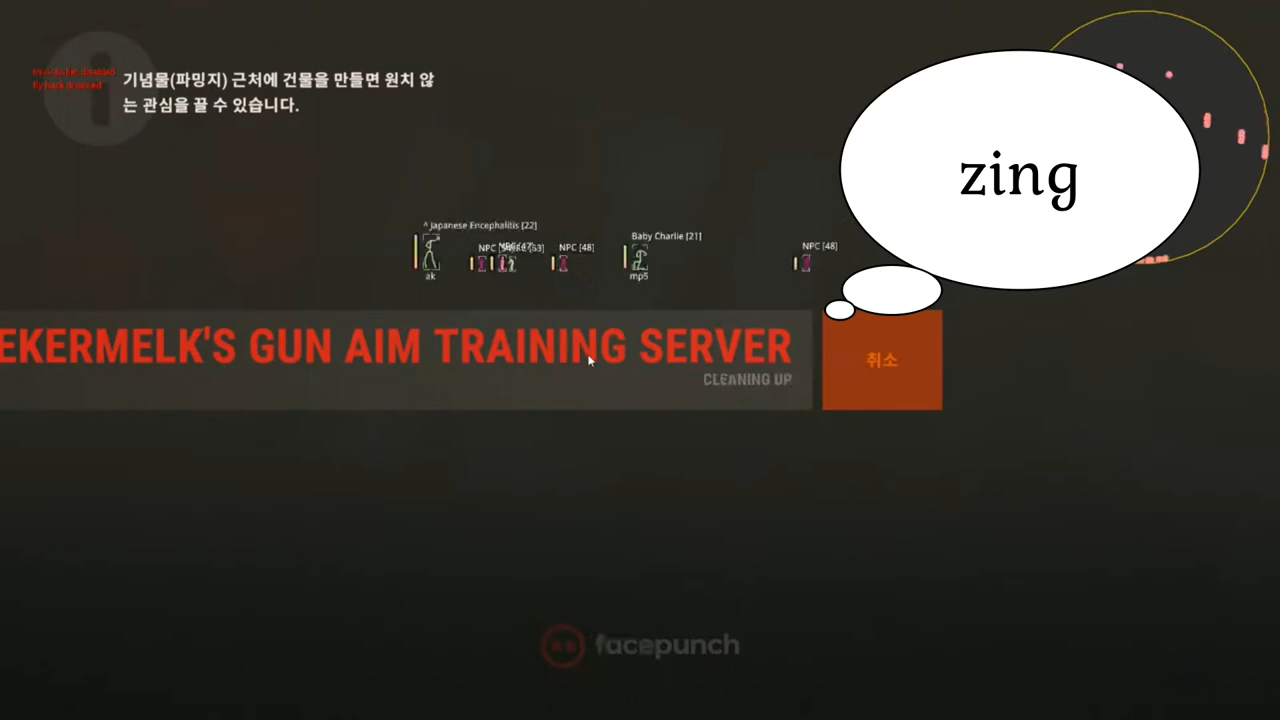 기념물(파밍지) 근처에 건물을 만들면 원치 않
는 관심을 끌 수 있습니다.
zing
^ Japanese Encephalitis [22]
Baby Charlie [21]
NPC [48]
NPC [48]
ak
mp5
EKERMELK'S GUN AIM TRAINING SERVER
CLEANING UP
취소
facepunch